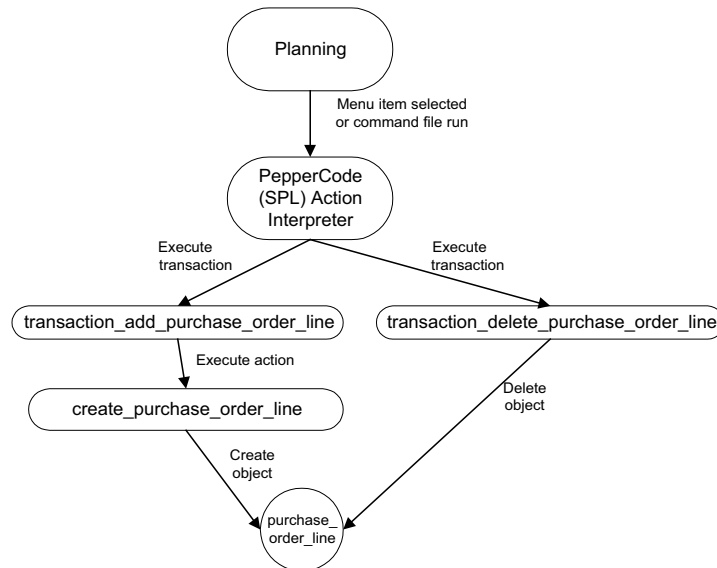 Planning
Menu item selected
or command file run
PepperCode
(SPL) Action
Interpreter
Execute
transaction
Execute
transaction
transaction_add_purchase_order_line
transaction_delete_purchase_order_line
Execute action
create_purchase_order_line
Delete
object
Create
object
purchase_
order_line